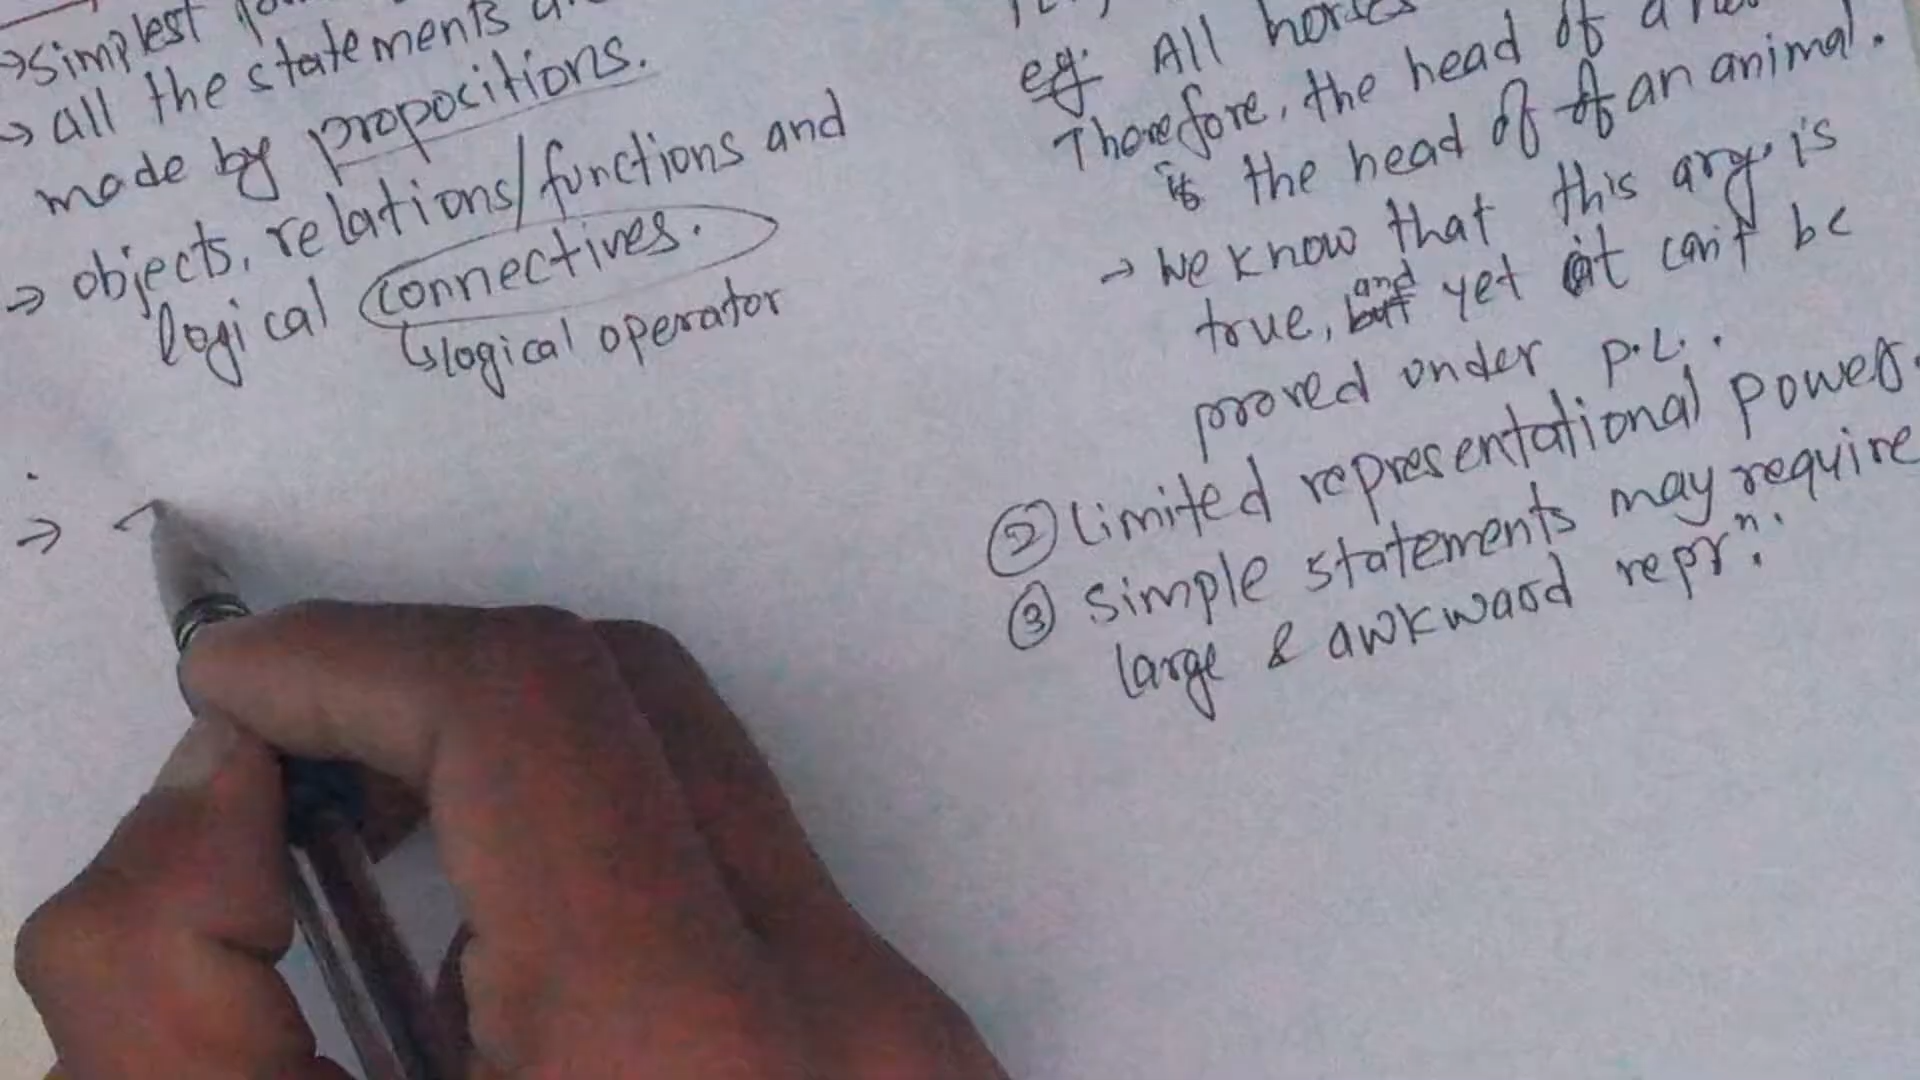 → simplest
→ all the statements
made by propositions.
→ objects, relations/functions and
logical connectives.
↳ logical operator
→
eg. All horses
Therefore, the head of a
is the head of of an animal.
→ We know that this arg. is
true, but and yet it can't be
proved under P.L..
② Limited representational power.
③ Simple statements may require
large & awkward reprⁿ.